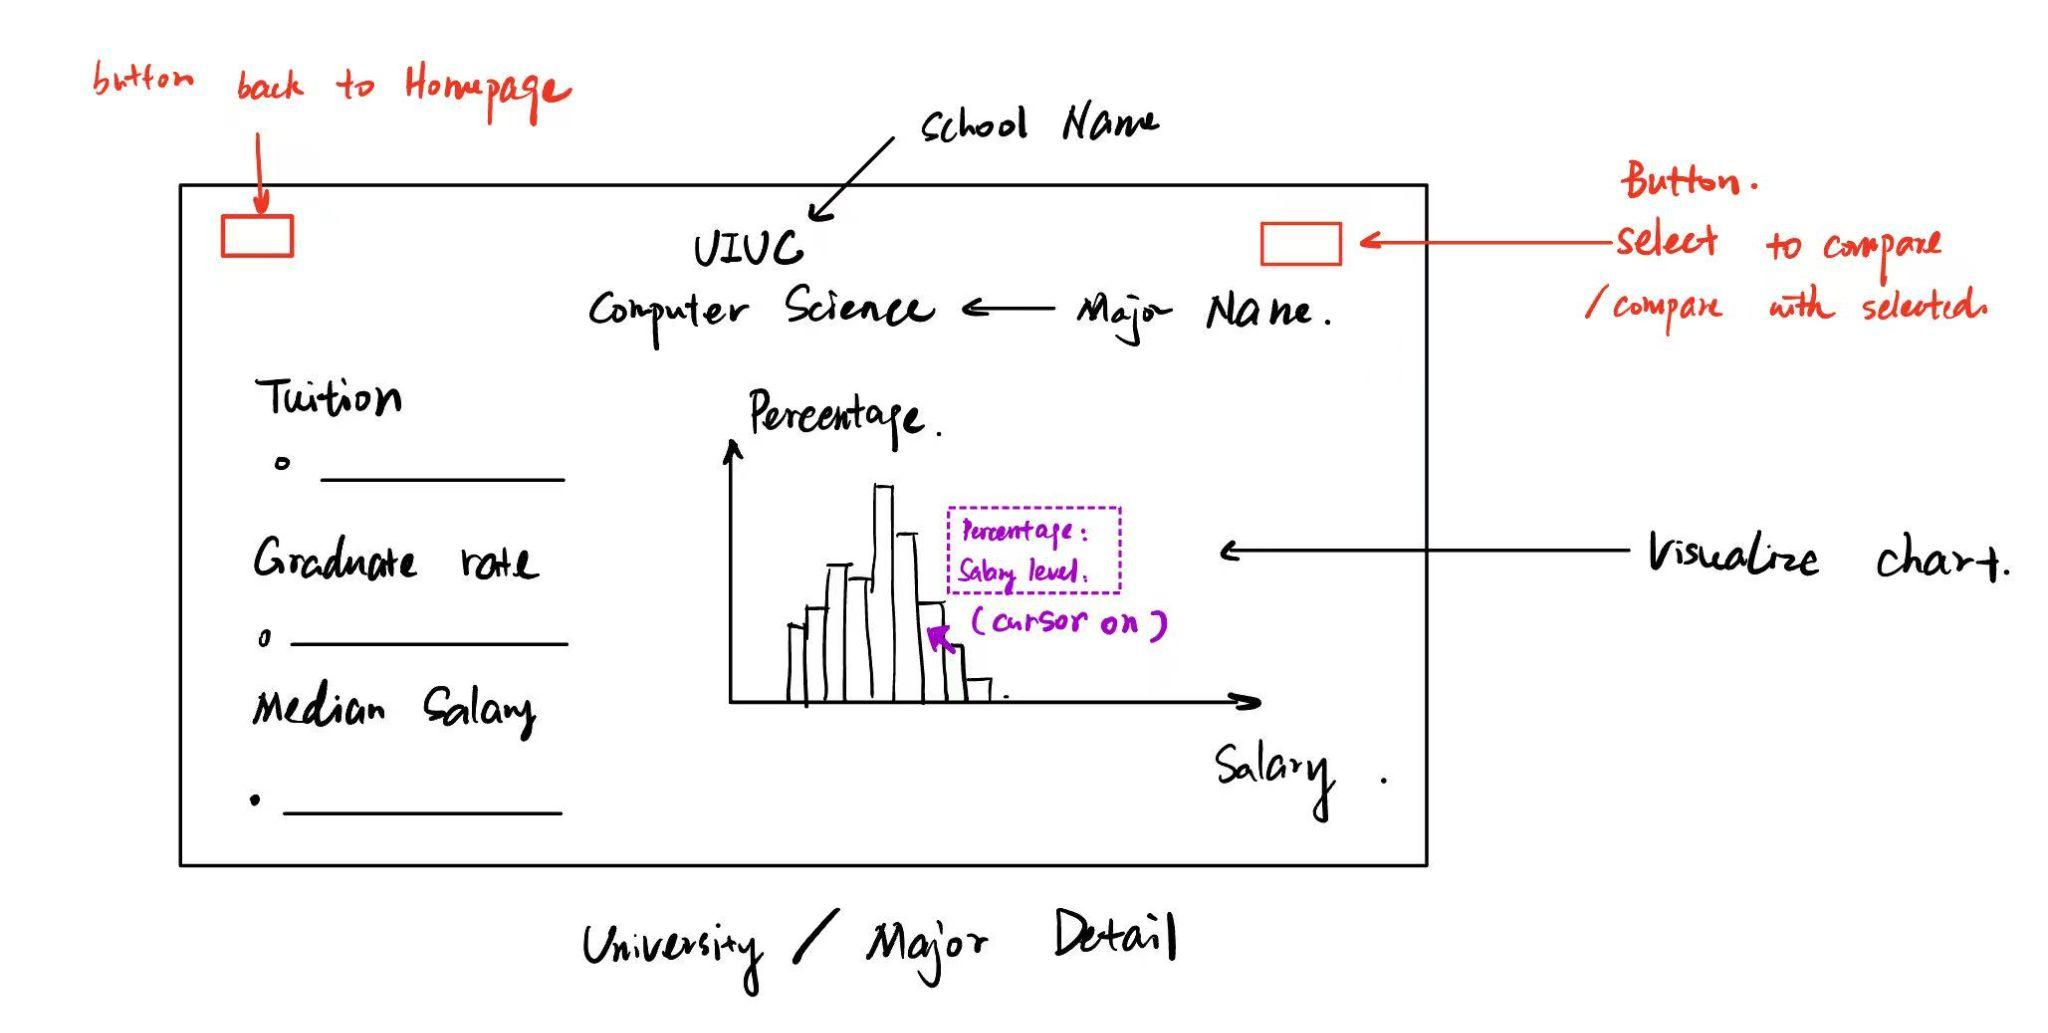 button back to Homepage
School Name
Button.
select to compare
/compare with selected.
UIUC
Computer Science
Major Name.
Tuition
Graduate rate
Median Salary
Percentage.
Percentage:
Salary level:
(cursor on)
Visualize chart.
Salary.
University / Major Detail